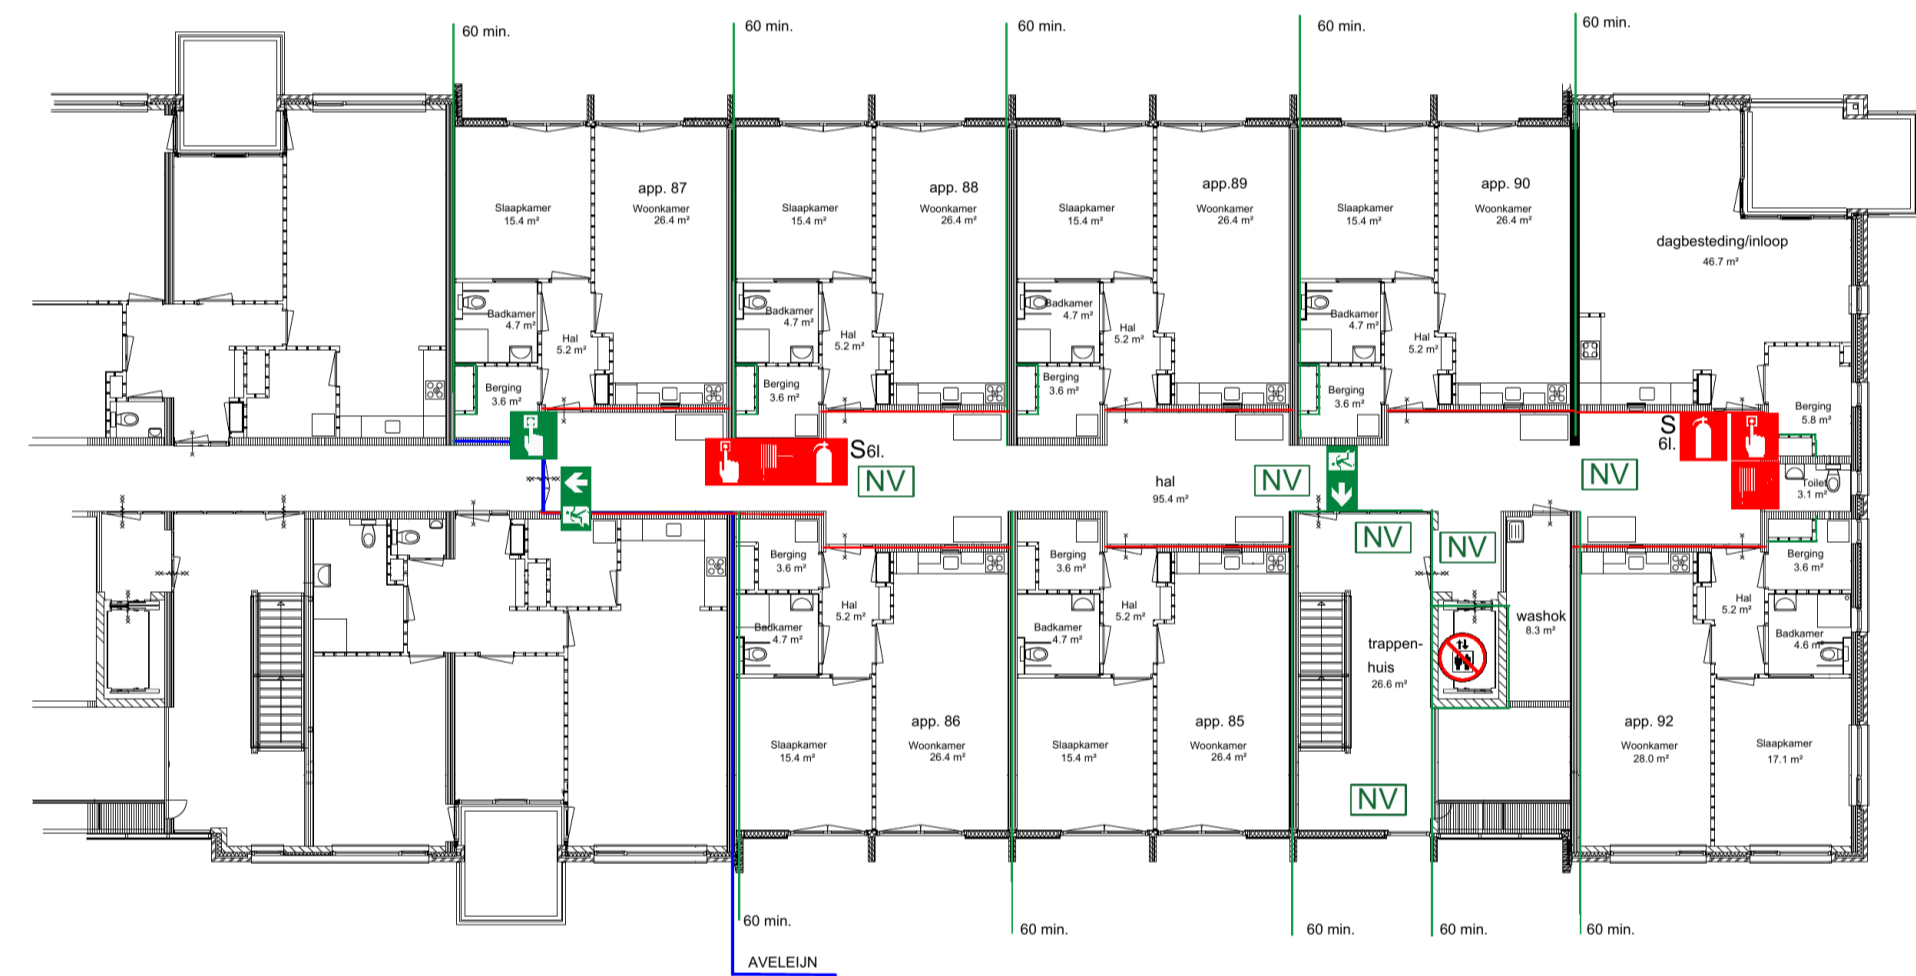 60 min.
60 min.
60 min.
60 min.
60 min.
app. 87
app. 88
app.89
app. 90
Slaapkamer
15.4 m²
Woonkamer
26.4 m²
Slaapkamer
15.4 m²
Woonkamer
26.4 m²
Slaapkamer
15.4 m²
Woonkamer
26.4 m²
Slaapkamer
15.4 m²
Woonkamer
26.4 m²
dagbesteding/inloop
46.7 m²
Badkamer
4.7 m²
Hal
5.2 m²
Badkamer
4.7 m²
Hal
5.2 m²
Badkamer
4.7 m²
Hal
5.2 m²
Badkamer
4.7 m²
Hal
5.2 m²
Berging
3.6 m²
Berging
3.6 m²
Berging
3.6 m²
Berging
3.6 m²
Berging
5.8 m²
S6l.
S
6l.
NV
hal
95.4 m²
NV
NV
Toilet
3.1 m²
NV
NV
Berging
3.6 m²
Berging
3.6 m²
Berging
3.6 m²
Hal
5.2 m²
Hal
5.2 m²
Hal
5.2 m²
Badkamer
4.7 m²
Badkamer
4.7 m²
Badkamer
4.6 m²
trappen-
huis
26.6 m²
washok
8.3 m²
app. 86
app. 85
app. 92
Slaapkamer
15.4 m²
Woonkamer
26.4 m²
Slaapkamer
15.4 m²
Woonkamer
26.4 m²
Woonkamer
28.0 m²
Slaapkamer
17.1 m²
NV
60 min.
60 min.
60 min.
60 min.
60 min.
AVELEIJN